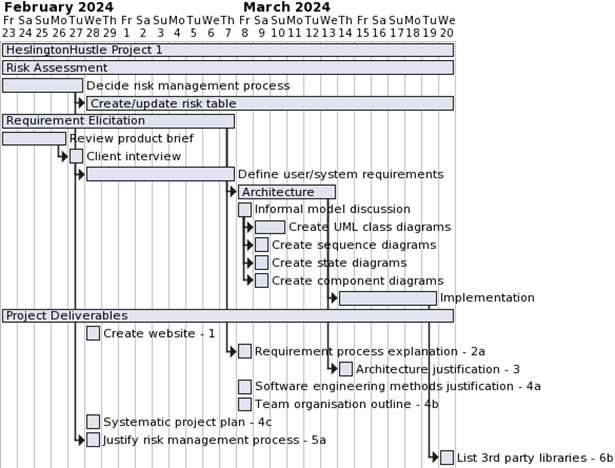 February 2024 March 2024
Fr Sa Su Mo Tu We Th Fr Sa Su Mo Tu We Th Fr Sa Su Mo Tu We Th Fr Sa Su Mo Tu We
23 24 25 26 27 28 29 1 2 3 4 5 6 7 8 9 10 11 12 13 14 15 16 17 18 19 20
HeslingtonHustle Project 1
Risk Assessment
Decide risk management process
Create/update risk table
Requirement Elicitation
Review product brief
Client interview
Define user/system requirements
Architecture
Informal model discussion
Create UML class diagrams
Create sequence diagrams
Create state diagrams
Create component diagrams
Implementation
Project Deliverables
Create website - 1
Requirement process explanation - 2a
Architecture justification - 3
Software engineering methods justification - 4a
Team organisation outline - 4b
Systematic project plan - 4c
Justify risk management process - 5a
List 3rd party libraries - 6b